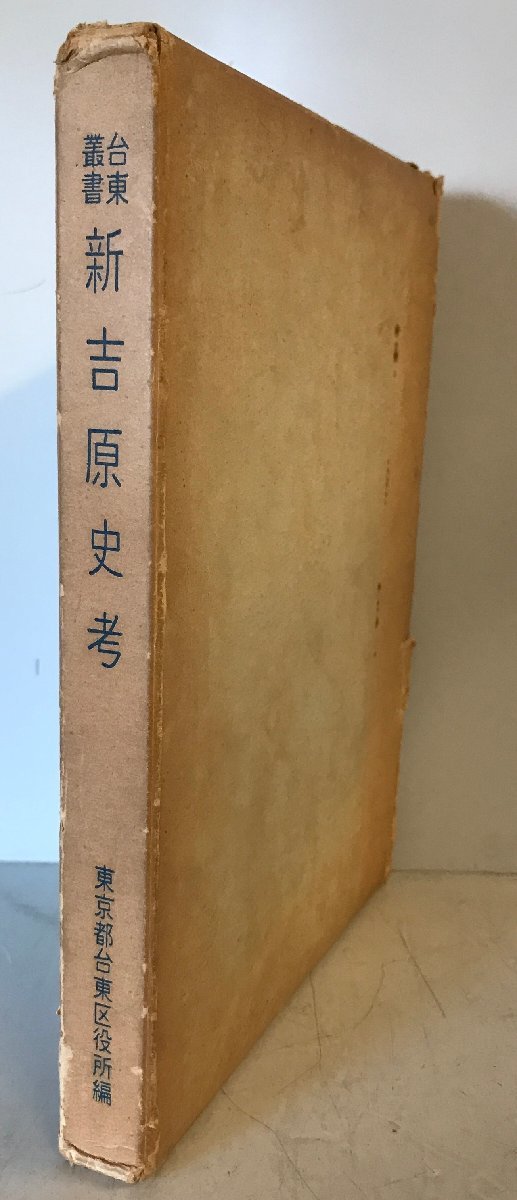 台東
叢書
新吉原史考
東京都台東区役所編